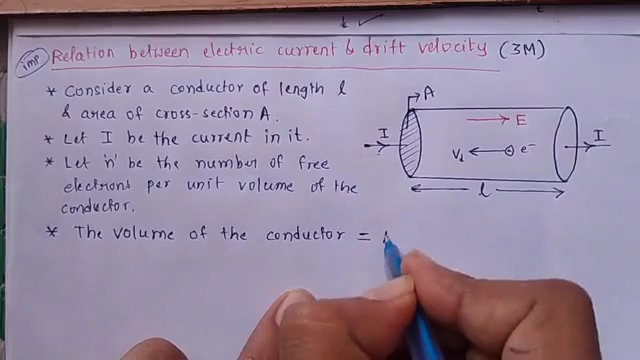 imp Relation between electric current & drift velocity (3M)
* Consider a conductor of length l
& area of cross-section A.
* Let I be the current in it.
* Let 'n' be the number of free
electrons per unit volume of the
conductor.
* The volume of the conductor =
A
E
I
I
Vd
e-
l